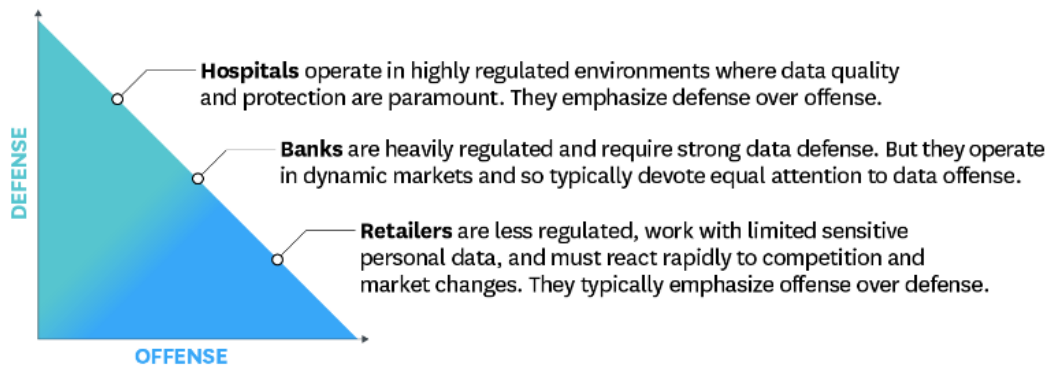 Hospitals operate in highly regulated environments where data quality
and protection are paramount. They emphasize defense over offense.
Banks are heavily regulated and require strong data defense. But they operate
in dynamic markets and so typically devote equal attention to data offense.
DEFENSE
Retailers are less regulated, work with limited sensitive
personal data, and must react rapidly to competition and
market changes. They typically emphasize offense over defense.
OFFENSE